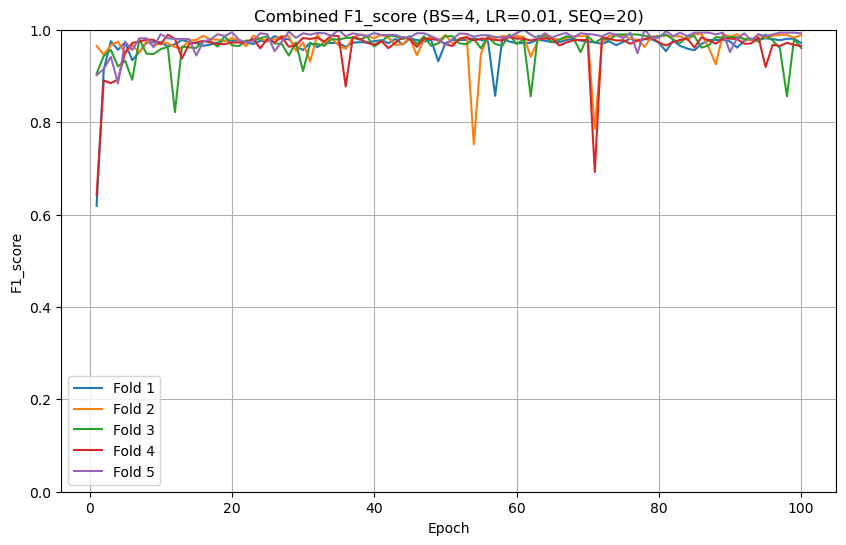 Combined F1_score (BS=4, LR=0.01, SEQ=20)
F1_score
1.0
0.8
0.6
0.4
0.2
0.0
Fold 1
Fold 2
Fold 3
Fold 4
Fold 5
0 20 40 60 80 100
Epoch